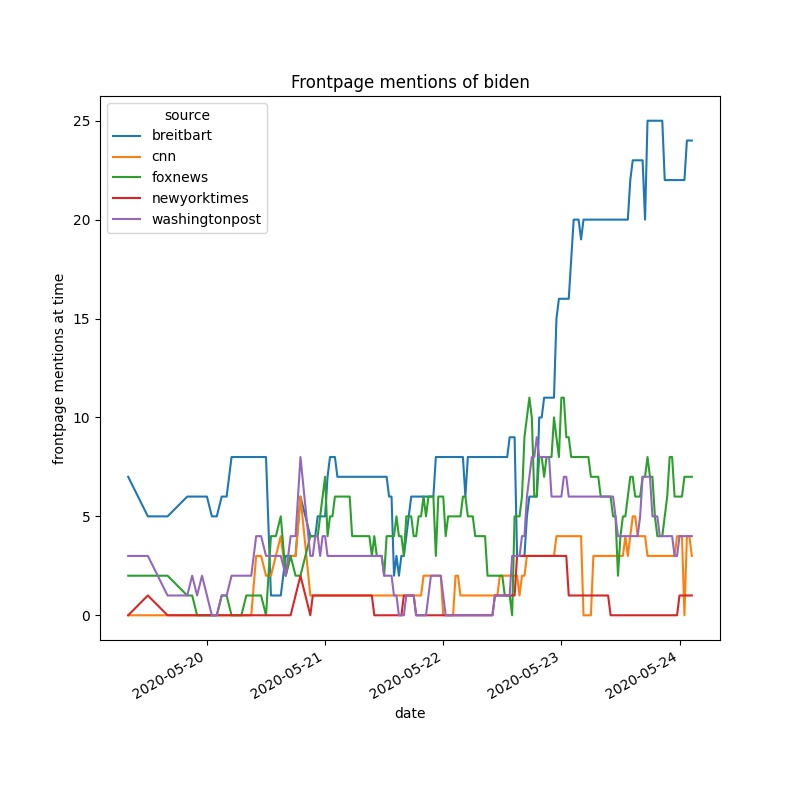 Frontpage mentions of biden
source
breitbart
cnn
foxnews
newyorktimes
washingtonpost
25
20
15
10
5
0
frontpage mentions at time
2020-05-20
2020-05-21
2020-05-22
2020-05-23
2020-05-24
date